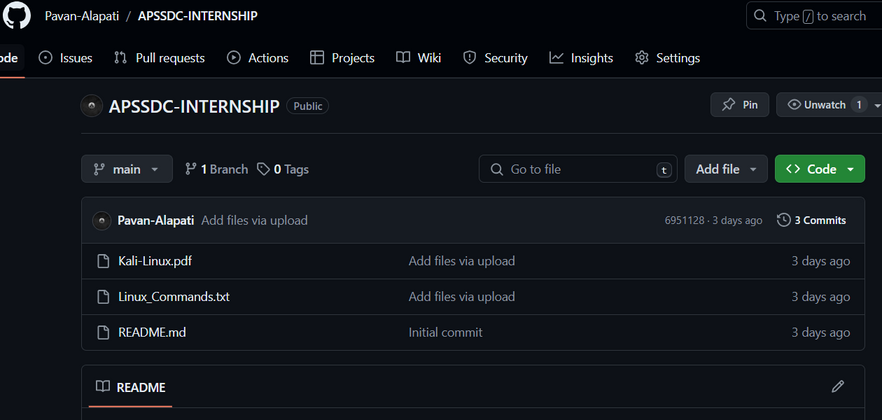 Pavan-Alapati / APSSDC-INTERNSHIP
Type / to search
ode Issues Pull requests Actions Projects Wiki Security Insights Settings
APSSDC-INTERNSHIP Public
Pin
Unwatch 1
main
1 Branch
0 Tags
Go to file t
Add file
Code
Pavan-Alapati Add files via upload 6951128 · 3 days ago 3 Commits
Kali-Linux.pdf Add files via upload 3 days ago
Linux_Commands.txt Add files via upload 3 days ago
README.md Initial commit 3 days ago
README